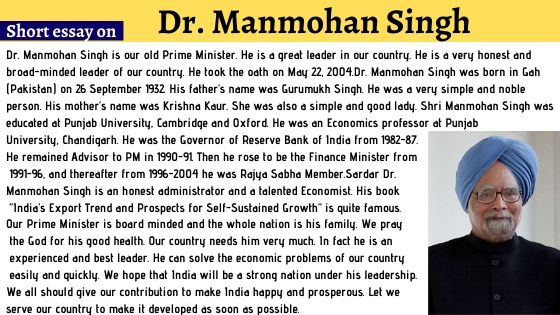 Short essay on
Dr. Manmohan Singh
Dr. Manmohan Singh is our old Prime Minister. He is a great leader in our country. He is a very honest and
broad-minded leader of our country. He took the oath on May 22, 2004.Dr. Manmohan Singh was born in Gah
(Pakistan) on 26 September 1932. His father's name was Gurumukh Singh. He was a very simple and noble
person. His mother's name was Krishna Kaur. She was also a simple and good lady. Shri Manmohan Singh was
educated at Punjab University, Cambridge and Oxford. He was an Economics professor at Punjab
University, Chandigarh. He was the Governor of Reserve Bank of India from 1982-87.
He remained Advisor to PM in 1990-91. Then he rose to be the Finance Minister from
1991-96, and thereafter from 1996-2004 he was Rajya Sabha Member.Sardar Dr.
Manmohan Singh is an honest administrator and a talented Economist. His book
"India's Export Trend and Prospects for Self-Sustained Growth" is quite famous.
Our Prime Minister is board minded and the whole nation is his family. We pray
the God for his good health. Our country needs him very much. In fact he is an
experienced and best leader. He can solve the economic problems of our country
easily and quickly. We hope that India will be a strong nation under his leadership.
We all should give our contribution to make India happy and prosperous. Let we
serve our country to make it developed as soon as possible.